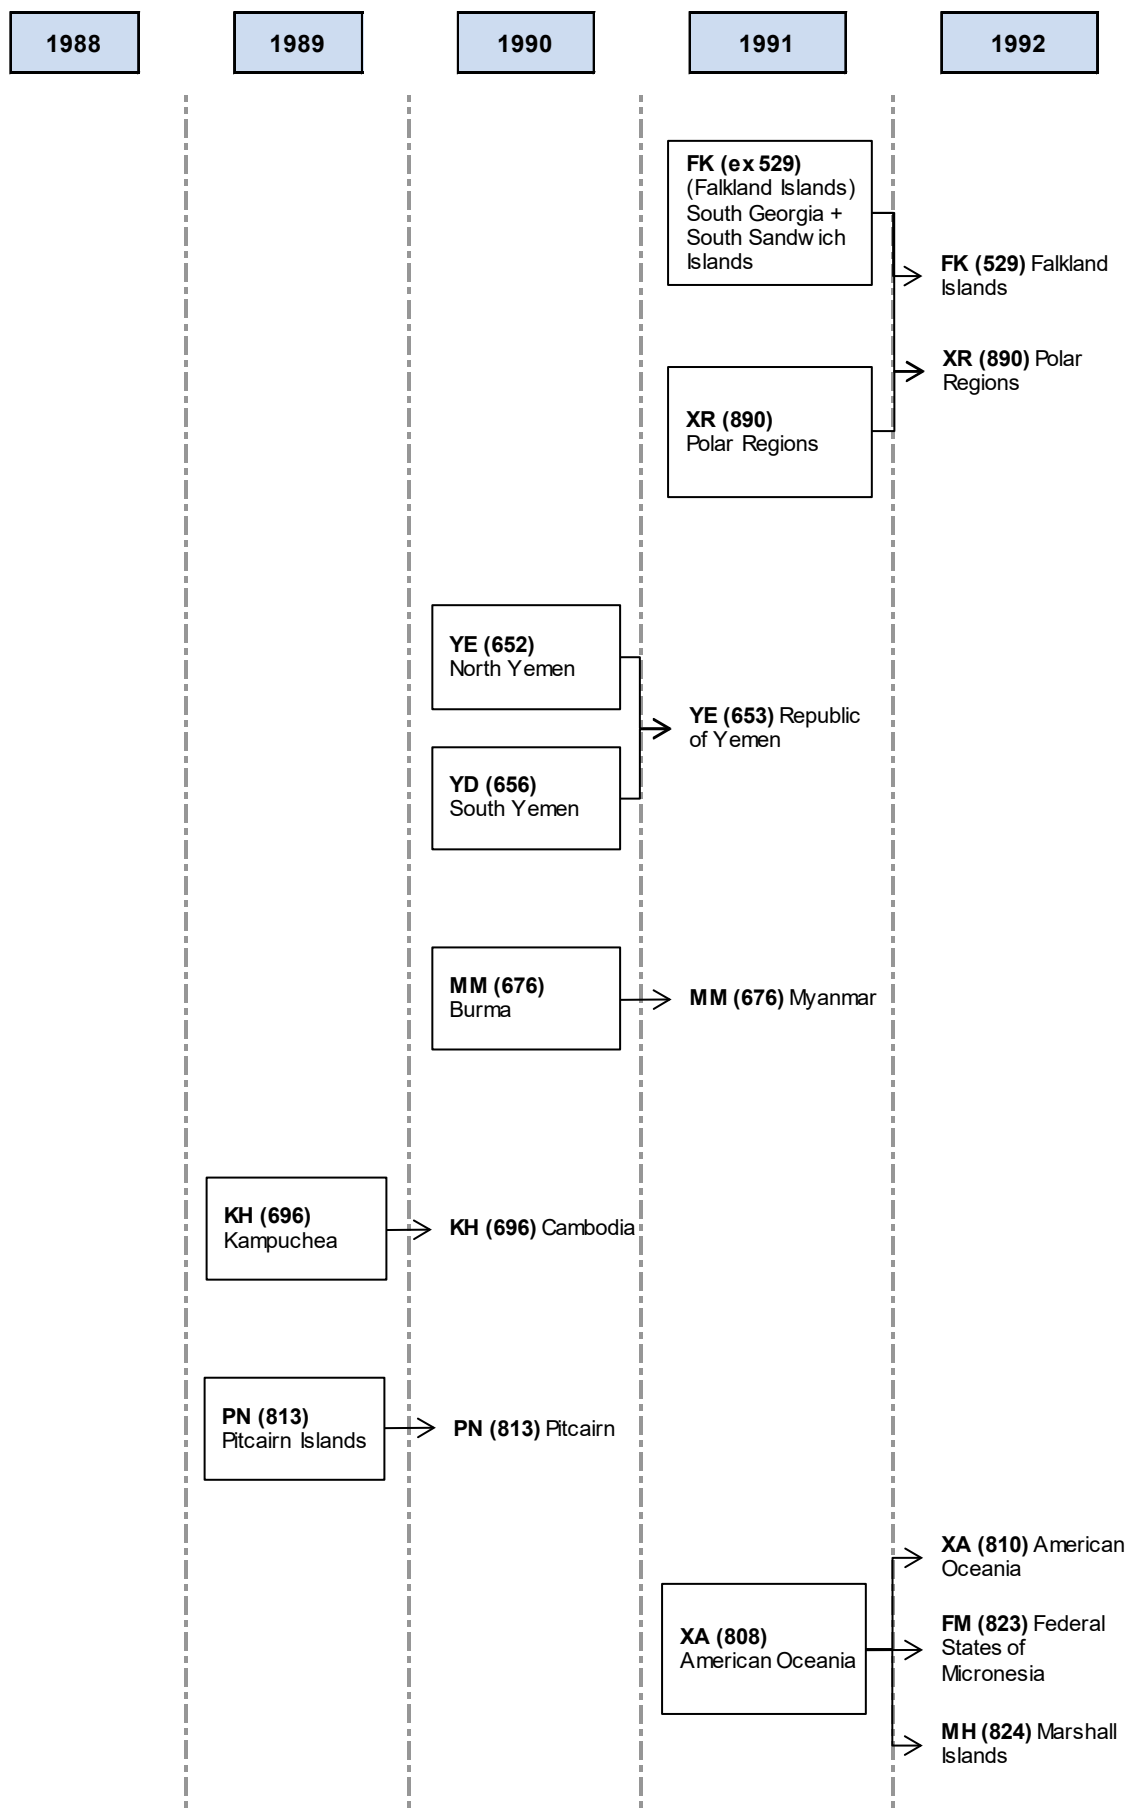 1988
1989
1990
1991
1992
FK (ex 529)
(Falkland Islands)
South Georgia +
South Sandwich
Islands
FK (529) Falkland
Islands
XR (890) Polar
Regions
XR (890)
Polar Regions
YE (652)
North Yemen
YE (653) Republic
of Yemen
YD (656)
South Yemen
MM (676)
Burma
MM (676) Myanmar
KH (696)
Kampuchea
KH (696) Cambodia
PN (813)
Pitcairn Islands
PN (813) Pitcairn
XA (808)
American Oceania
XA (810) American
Oceania
FM (823) Federal
States of
Micronesia
MH (824) Marshall
Islands